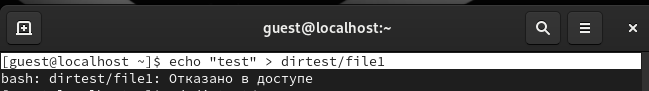 guest@localhost:~
[guest@localhost ~]$ echo "test" > dirtest/file1
bash: dirtest/file1: Отказано в доступе